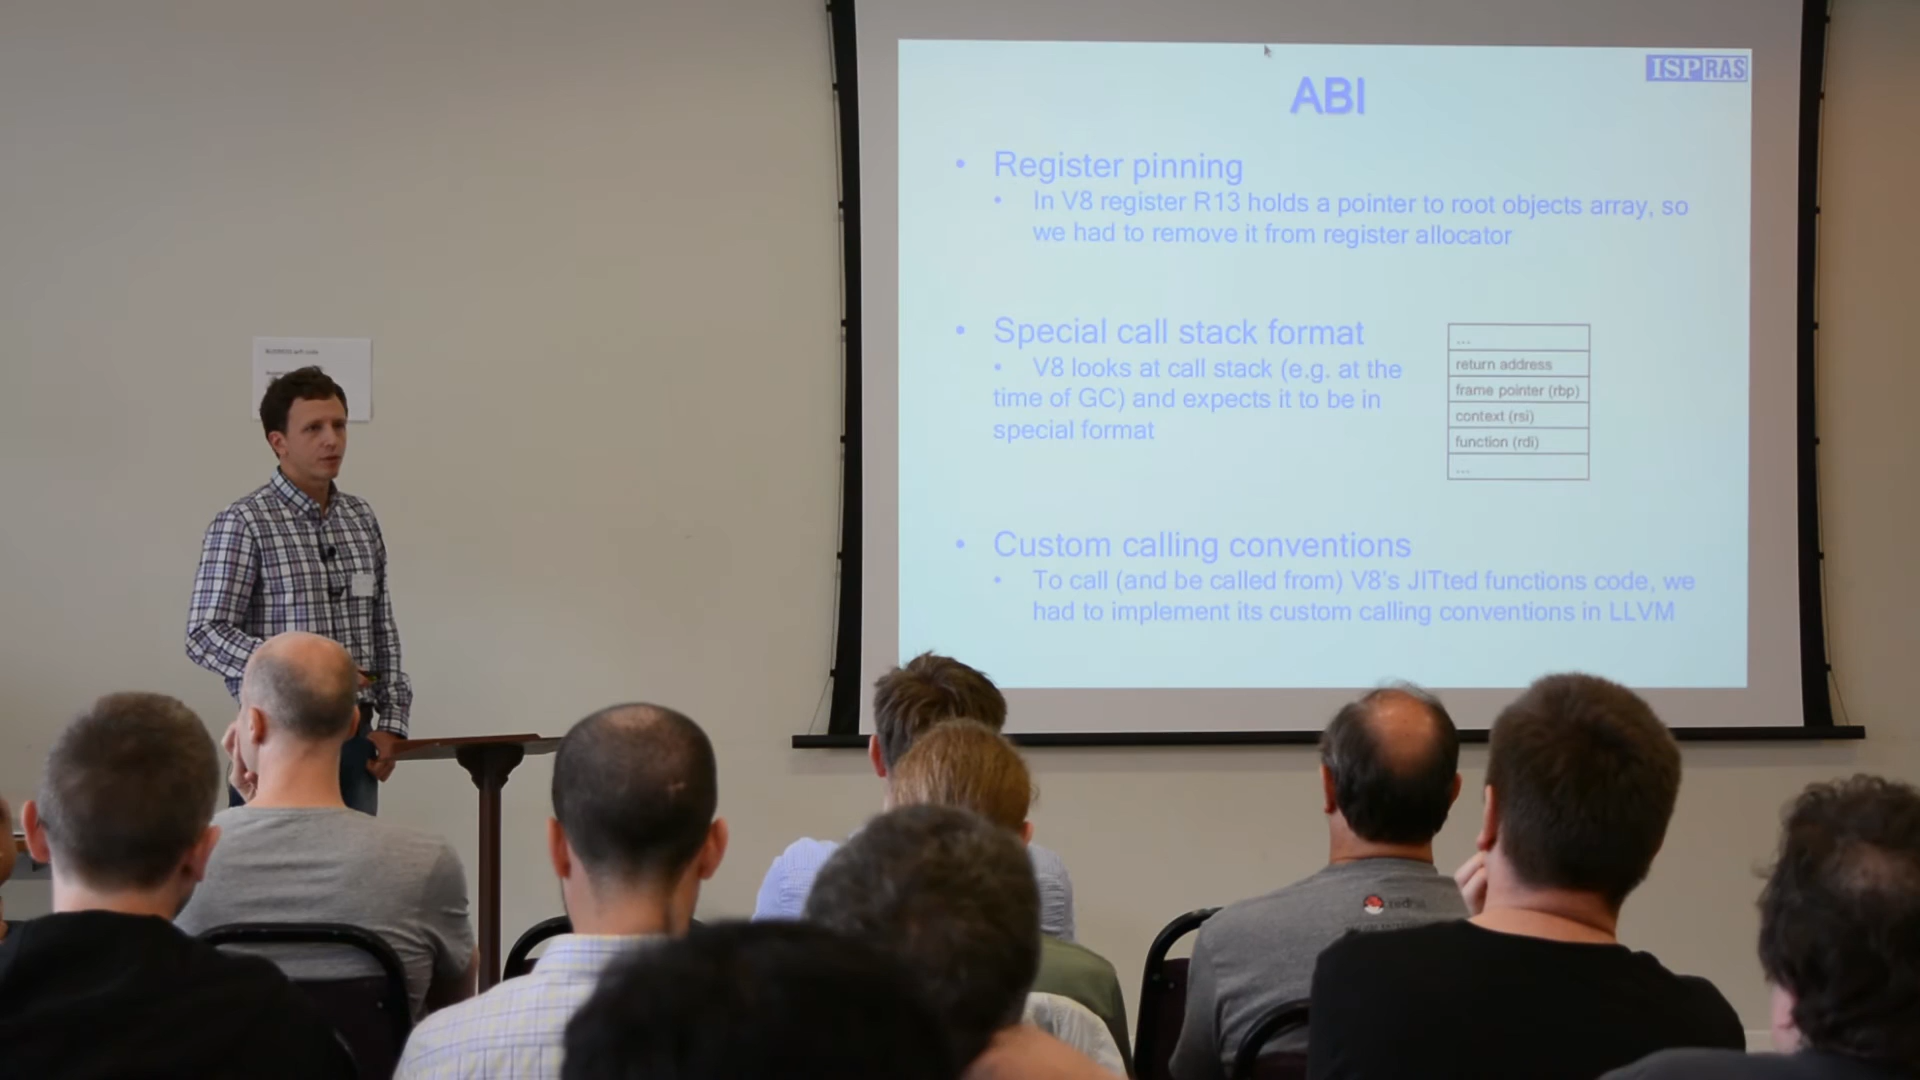 ISP RAS
ABI
• Register pinning
• In V8 register R13 holds a pointer to root objects array, so
we had to remove it from register allocator
• Special call stack format
• V8 looks at call stack (e.g. at the
time of GC) and expects it to be in
special format
...
return address
frame pointer (rbp)
context (rsi)
function (rdi)
...
• Custom calling conventions
• To call (and be called from) V8's JITted functions code, we
had to implement its custom calling conventions in LLVM